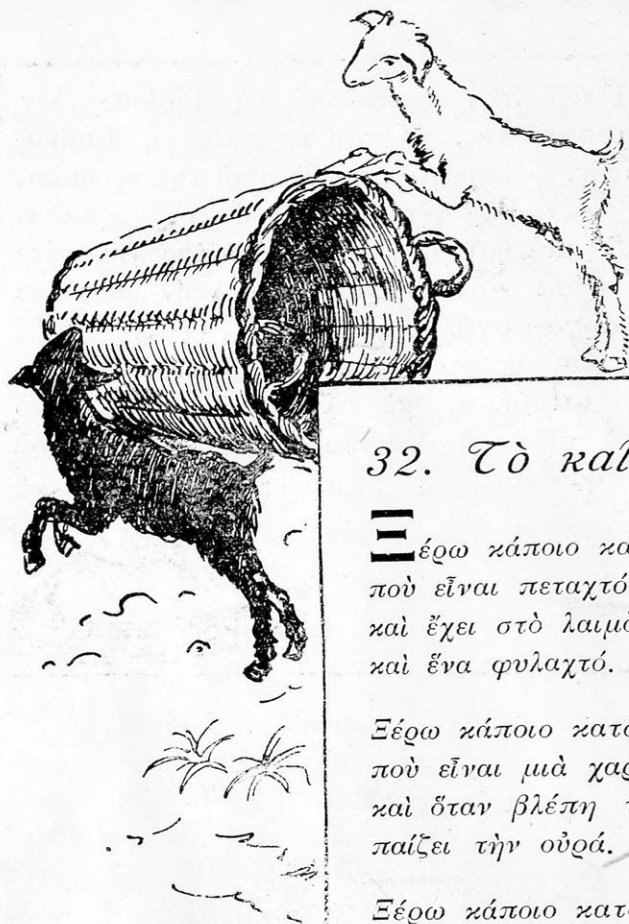 32. Τὸ
Ξέρω κάποιο
ποὺ εἶναι πεταχτό
καὶ ἔχει στὸ
καὶ ἕνα φυλαχτό.
Ξέρω κάποιο
ποὺ εἶναι μιὰ
καὶ ὅταν βλέπη
παίζει τὴν οὐρά.
Ξέρω κάποιο